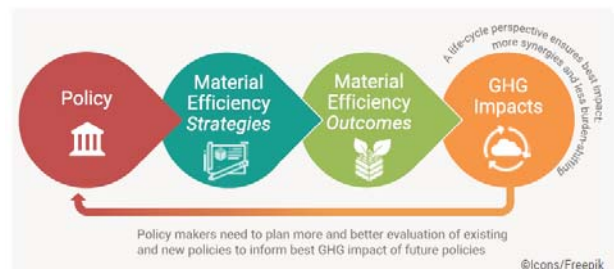 Policy
Material
Efficiency
Strategies
Material
Efficiency
Outcomes
GHG
Impacts
A life-cycle perspective ensures best impact:
more synergies and less burden-shifting
Policy makers need to plan more and better evaluation of existing
and new policies to inform best GHG impact of future policies
©Icons/Freepik